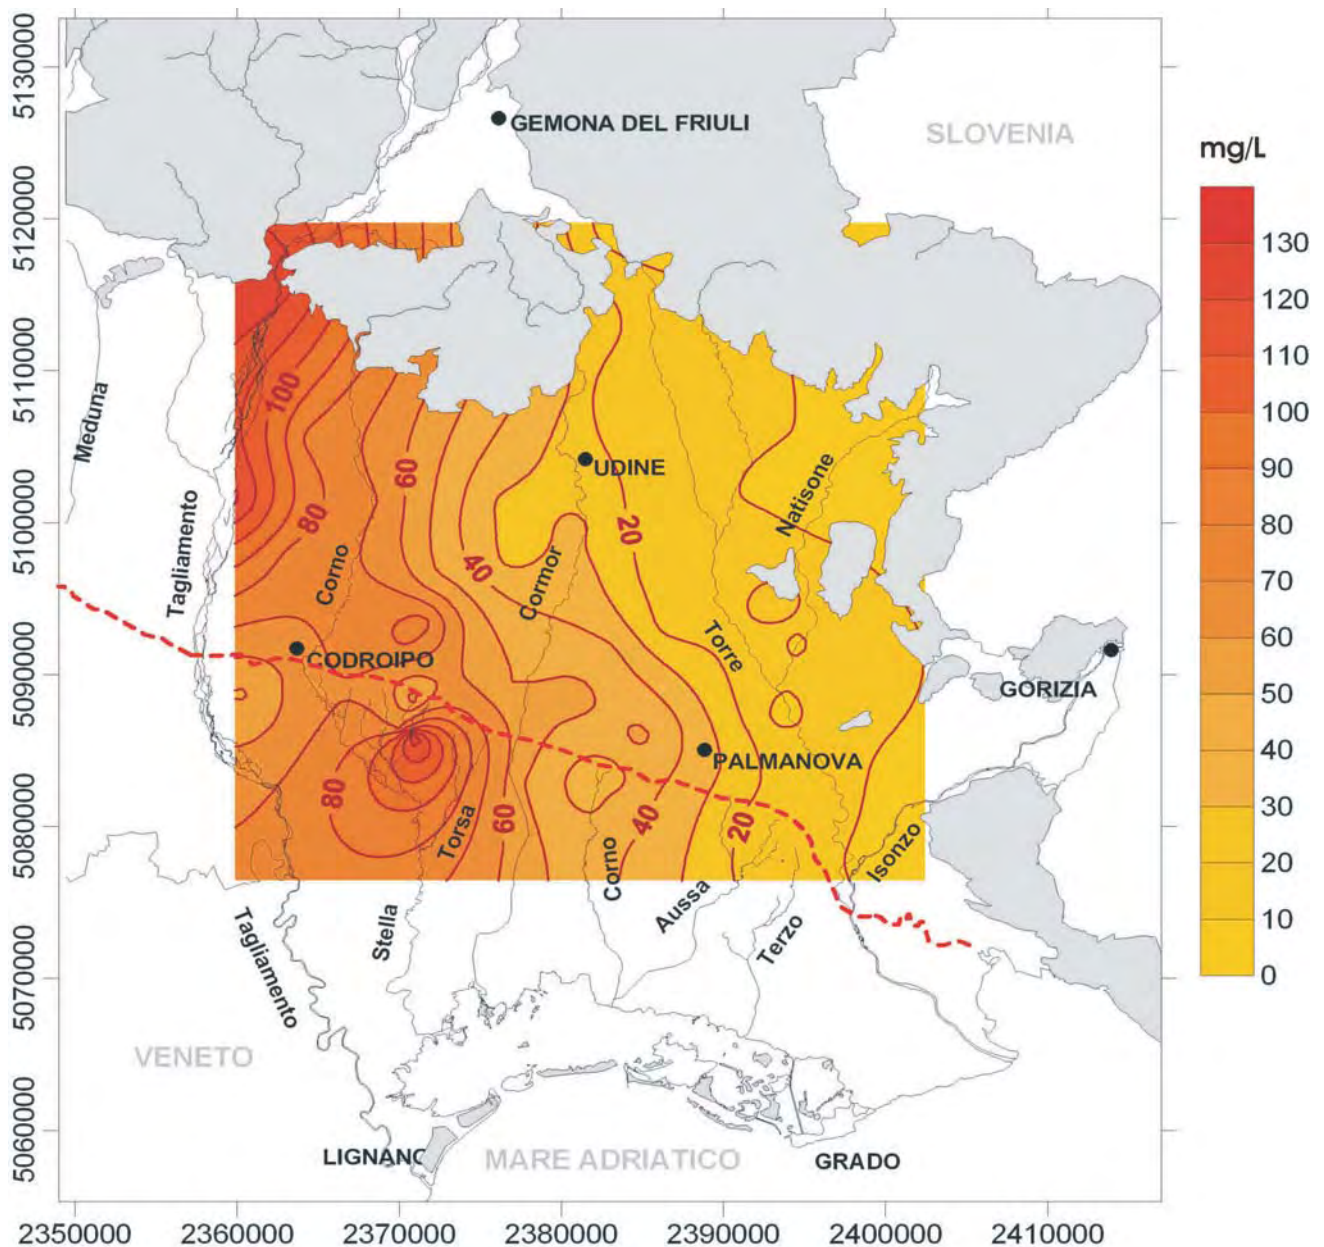 5130000
5120000
5110000
5100000
5090000
5080000
5070000
5060000
GEMONA DEL FRIULI
SLOVENIA
mg/L
130
120
110
100
90
80
70
60
50
40
30
20
10
0
Meduna
100
60
UDINE
Tagliamento
80
20
Natisone
Corno
40
Cormor
Torre
CODROIPO
GORIZIA
PALMANOVA
80
Torsa
60
40
20
Isonzo
Corno
Aussa
Stella
Terzo
Tagliamento
VENETO
LIGNANO
MARE ADRIATICO
GRADO
2350000 2360000 2370000 2380000 2390000 2400000 2410000